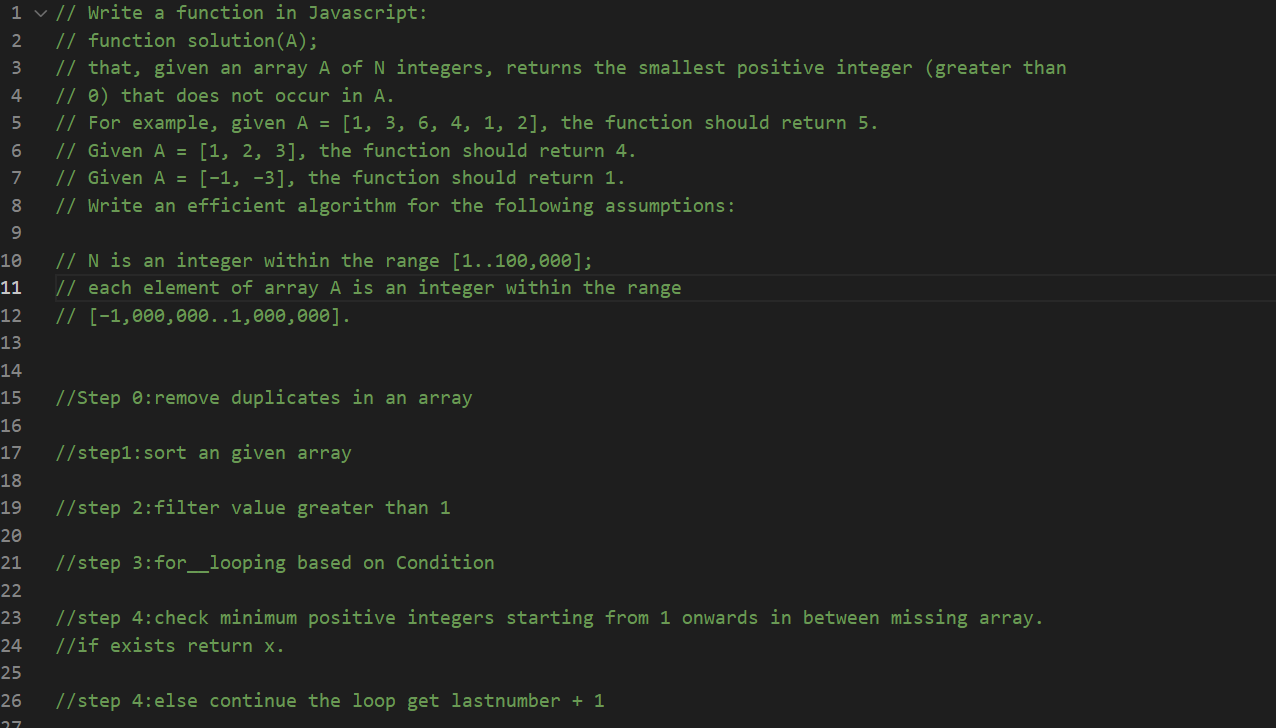 1 // Write a function in Javascript:
2 // function solution(A);
3 // that, given an array A of N integers, returns the smallest positive integer (greater than
4 // 0) that does not occur in A.
5 // For example, given A = [1, 3, 6, 4, 1, 2], the function should return 5.
6 // Given A = [1, 2, 3], the function should return 4.
7 // Given A = [−1, −3], the function should return 1.
8 // Write an efficient algorithm for the following assumptions:
9
10 // N is an integer within the range [1..100,000];
11 // each element of array A is an integer within the range
12 // [−1,000,000..1,000,000].
13
14
15 //Step 0:remove duplicates in an array
16
17 //step1:sort an given array
18
19 //step 2:filter value greater than 1
20
21 //step 3:for__looping based on Condition
22
23 //step 4:check minimum positive integers starting from 1 onwards in between missing array.
24 //if exists return x.
25
26 //step 4:else continue the loop get lastnumber + 1
27